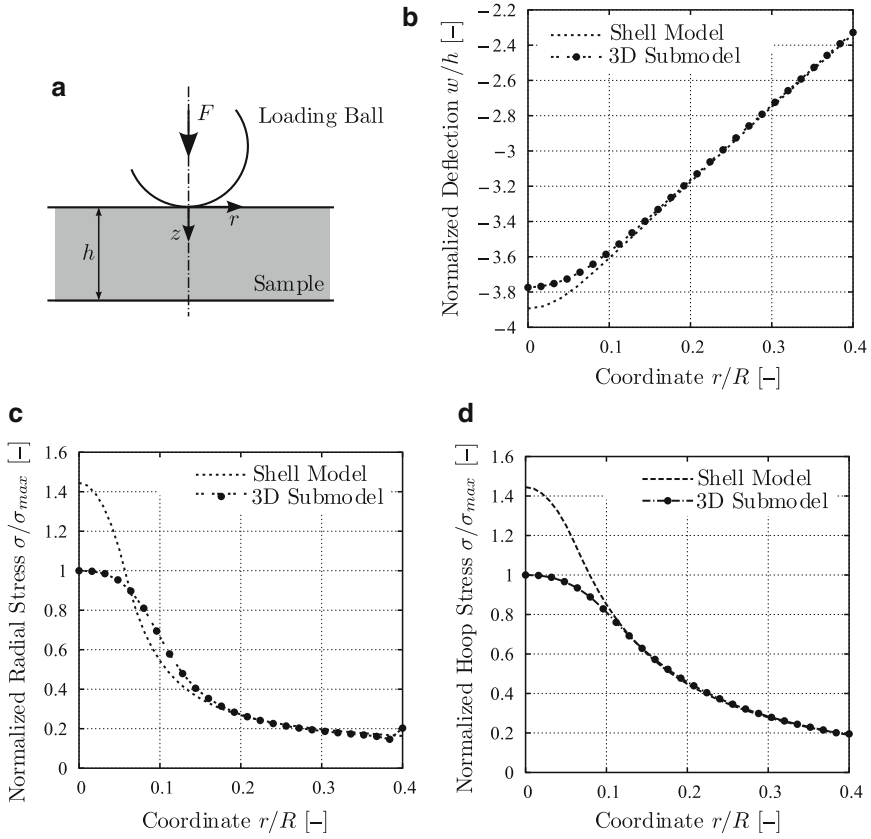 a
F
Loading Ball
r
z
h
Sample
b
Normalized Deflection w/h [–]
−2.2
−2.4
−2.6
−2.8
−3
−3.2
−3.4
−3.6
−3.8
−4
Shell Model
3D Submodel
0 0.1 0.2 0.3 0.4
Coordinate r/R [–]
c
Normalized Radial Stress σ/σmax [–]
1.6
1.4
1.2
1
0.8
0.6
0.4
0.2
0
Shell Model
3D Submodel
0 0.1 0.2 0.3 0.4
Coordinate r/R [–]
d
Normalized Hoop Stress σ/σmax [–]
1.6
1.4
1.2
1
0.8
0.6
0.4
0.2
0
Shell Model
3D Submodel
0 0.1 0.2 0.3 0.4
Coordinate r/R [–]